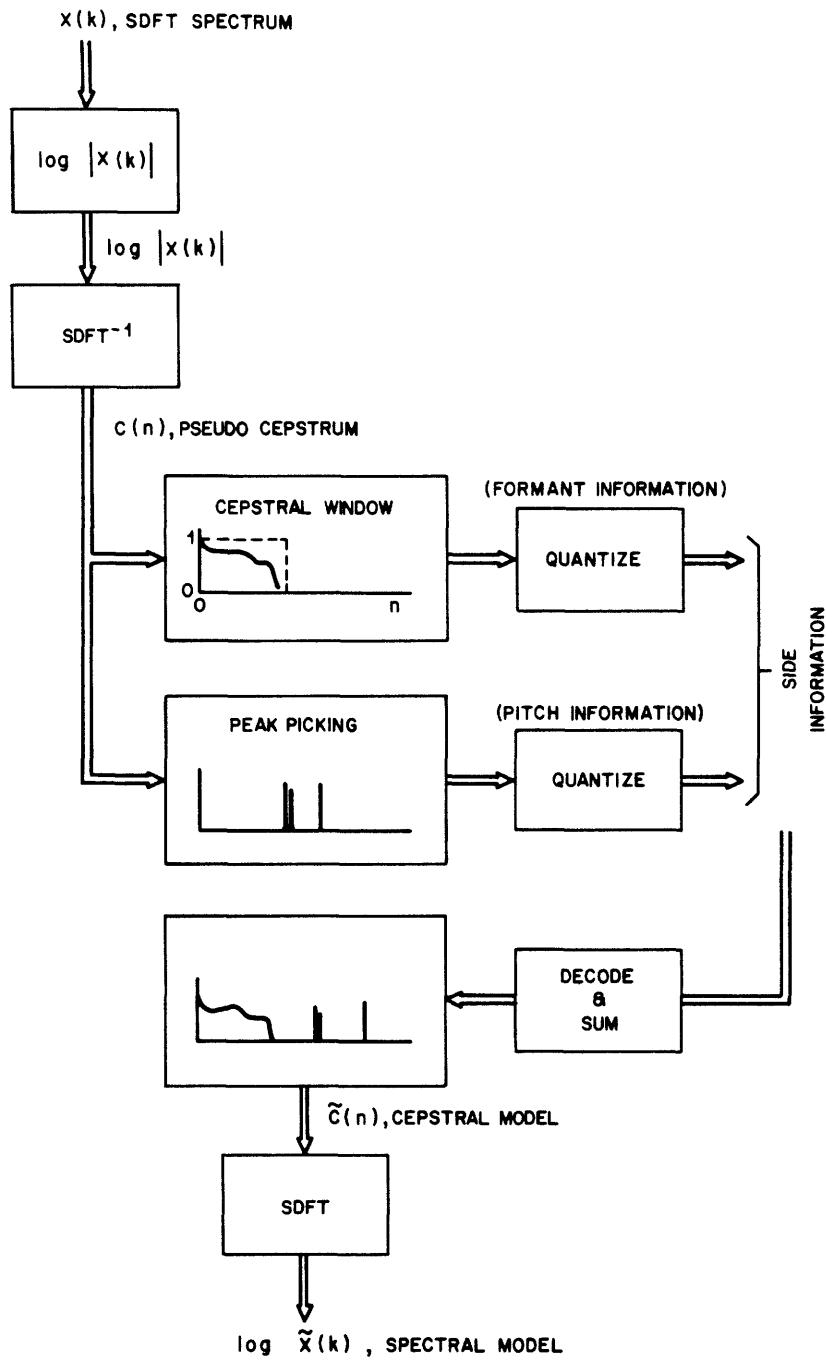 X(k), SDFT SPECTRUM
log |X(k)|
log |X(k)|
SDFT⁻¹
C(n), PSEUDO CEPSTRUM
CEPSTRAL WINDOW
1
0
0
n
(FORMANT INFORMATION)
QUANTIZE
PEAK PICKING
(PITCH INFORMATION)
QUANTIZE
SIDE
INFORMATION
DECODE
&
SUM
C̃(n), CEPSTRAL MODEL
SDFT
log X̃(k), SPECTRAL MODEL